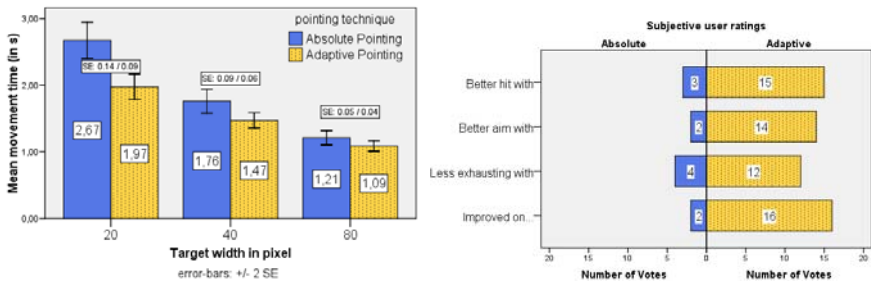 pointing technique
Absolute Pointing
Adaptive Pointing
Mean movement time (in s)
3,00
2,00
1,00
0,00
SE: 0.14 / 0.09
SE: 0.09 / 0.06
SE: 0.05 / 0.04
2,67
1,97
1,76
1,47
1,21
1,09
20
40
80
Target width in pixel
error-bars: +/- 2 SE
Subjective user ratings
Absolute Adaptive
Better hit with 3 15
Better aim with 2 14
Less exhausting with 4 12
Improved on... 2 16
20 15 10 5 0 5 10 15 20
Number of Votes Number of Votes